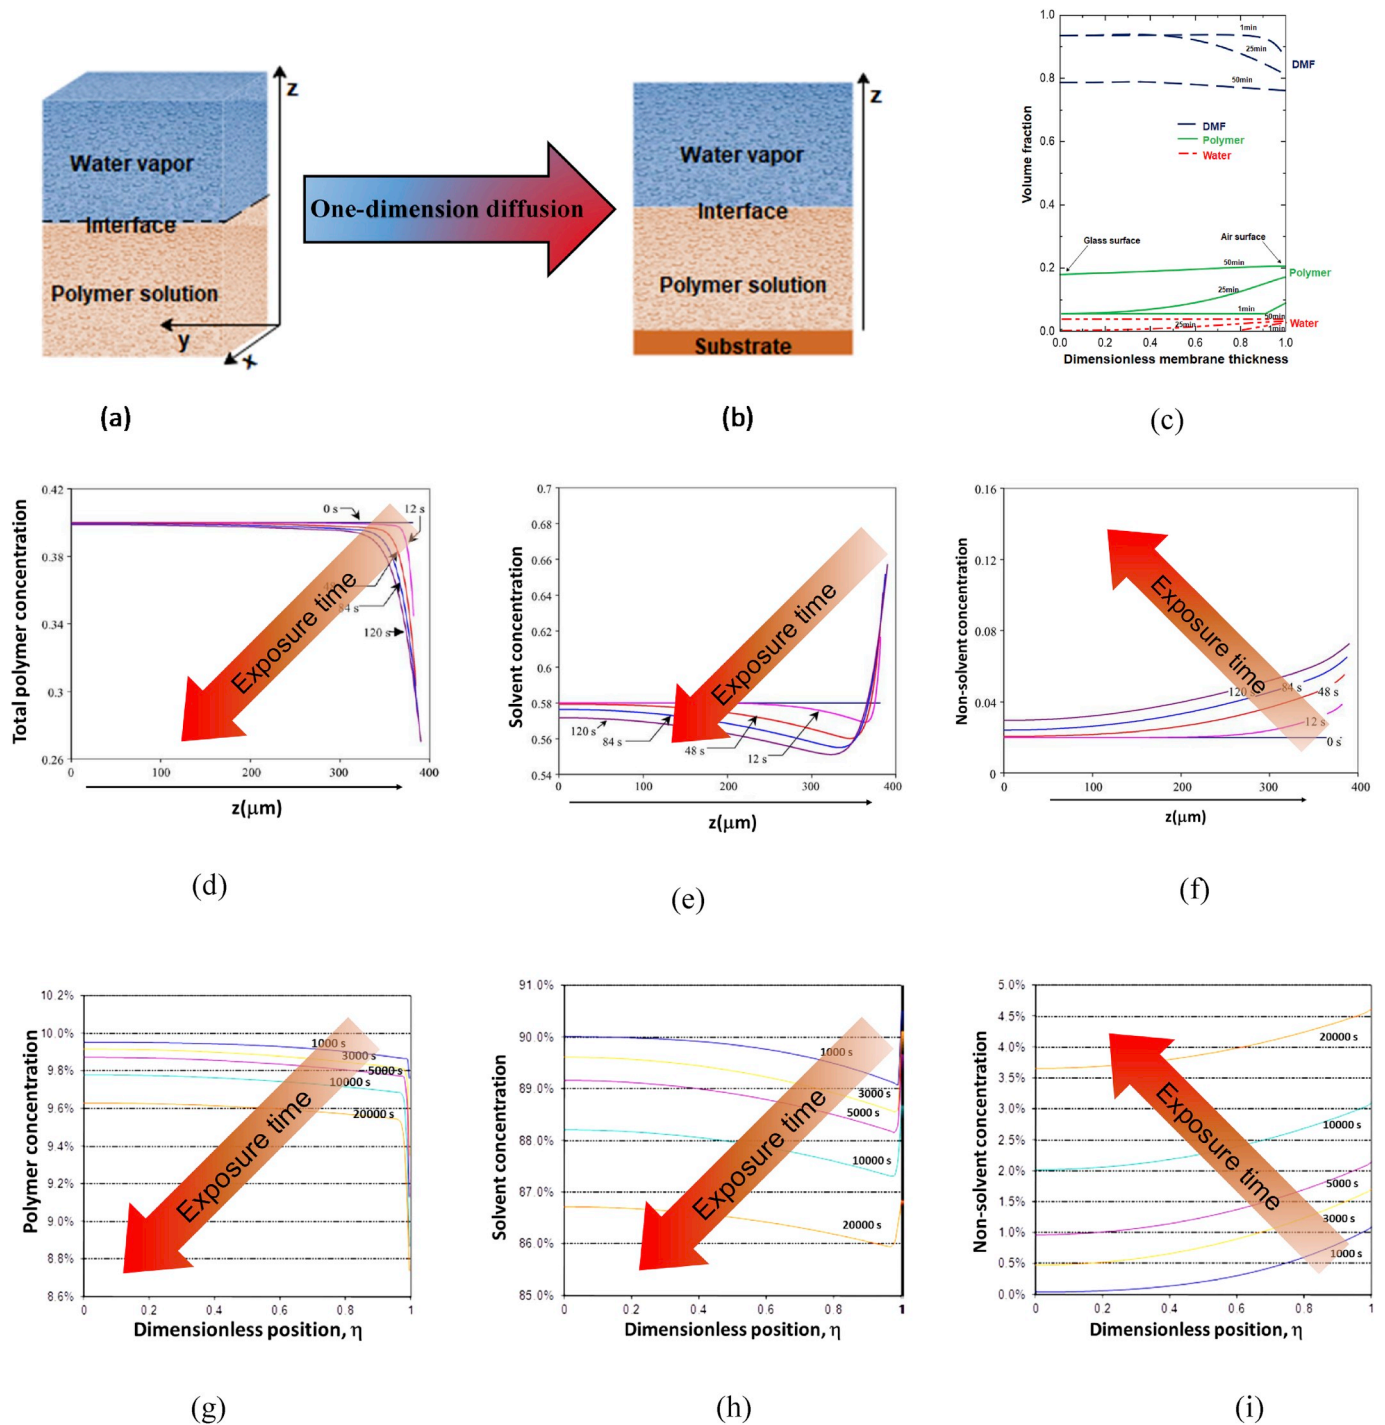 z
Water vapor
Interface
Polymer solution
y
x
(a)
One-dimension diffusion
z
Water vapor
Interface
Polymer solution
Substrate
(b)
Volume fraction
1.0
0.8
0.6
0.4
0.2
0.0
1min
25min
DMF
50min
DMF
Polymer
Water
Glass surface
Air surface
50min
Polymer
25min
1min
50min
25min
Water
1min
0.0 0.2 0.4 0.6 0.8 1.0
Dimensionless membrane thickness
(c)
Total polymer concentration
0.42
0.38
0.34
0.3
0.26
0 s
12 s
48
84 s
120 s
Exposure time
0 100 200 300 400
z(μm)
(d)
Solvent concentration
0.7
0.68
0.66
0.64
0.62
0.6
0.58
0.56
0.54
Exposure time
120 s
84 s
48 s
12 s
0 100 200 300 400
z(μm)
(e)
Non-solvent concentration
0.16
0.12
0.08
0.04
0
Exposure time
120
84 s
48 s
12 s
0 s
100 200 300 400
z(μm)
(f)
Polymer concentration
10.2%
10.0%
9.8%
9.6%
9.4%
9.2%
9.0%
8.8%
8.6%
1000 s
3000 s
5000 s
10000 s
20000 s
Exposure time
0 0.2 0.4 0.6 0.8 1
Dimensionless position, η
(g)
Solvent concentration
91.0%
90.0%
89.0%
88.0%
87.0%
86.0%
85.0%
1000 s
3000 s
5000 s
10000 s
20000 s
Exposure time
0 0.2 0.4 0.6 0.8 1
Dimensionless position, η
(h)
Non-solvent concentration
5.0%
4.5%
4.0%
3.5%
3.0%
2.5%
2.0%
1.5%
1.0%
0.5%
0.0%
20000 s
10000 s
5000 s
3000 s
1000 s
Exposure time
0 0.2 0.4 0.6 0.8 1
Dimensionless position, η
(i)